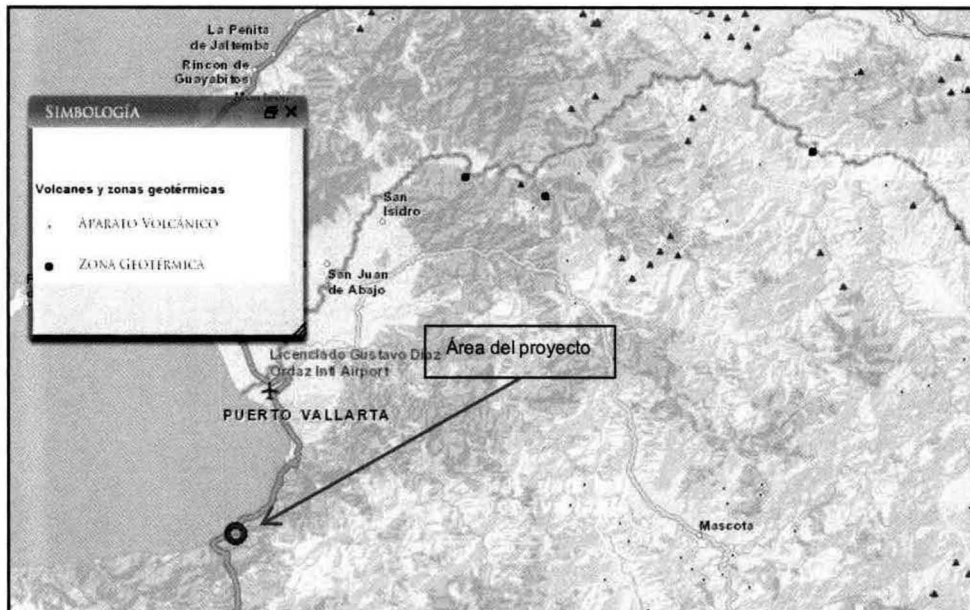 La Peñita
de Jaltemba
Rincon de
Guayabitos
SIMBOLOGÍA
Volcanes y zonas geotérmicas
APARATO VOLCÁNICO
ZONA GEOTÉRMICA
San
Isidro
San Juan
de Abajo
Área del proyecto
Licenciado Gustavo Díaz
Ordaz Intl Airport
PUERTO VALLARTA
Mascota